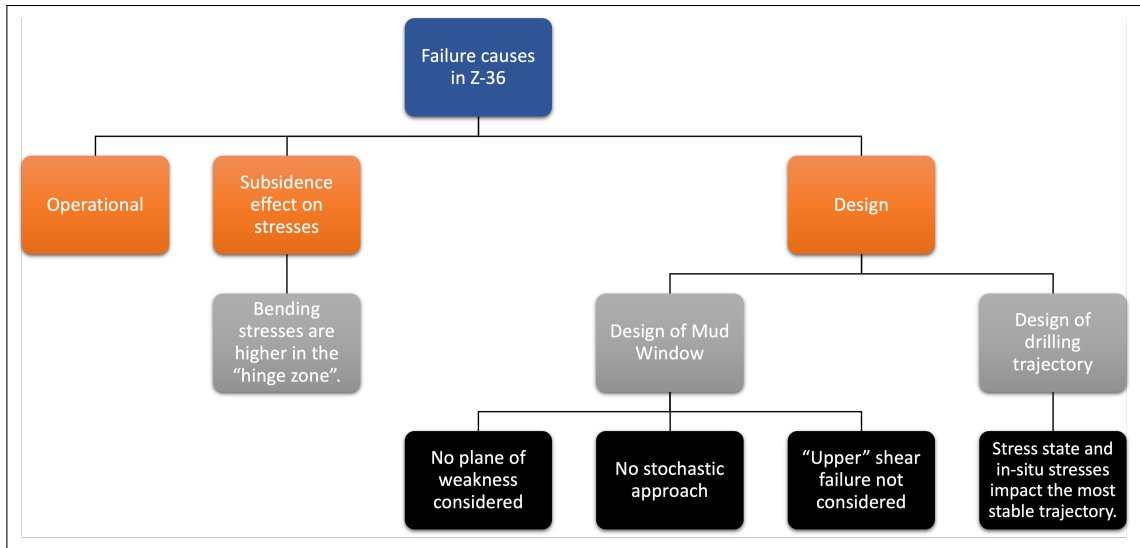 Failure causes
in Z-36
Operational
Subsidence
effect on
stresses
Design
Bending
stresses are
higher in the
“hinge zone”.
Design of Mud
Window
Design of
drilling
trajectory
No plane of
weakness
considered
No stochastic
approach
“Upper” shear
failure not
considered
Stress state and
in-situ stresses
impact the most
stable trajectory.